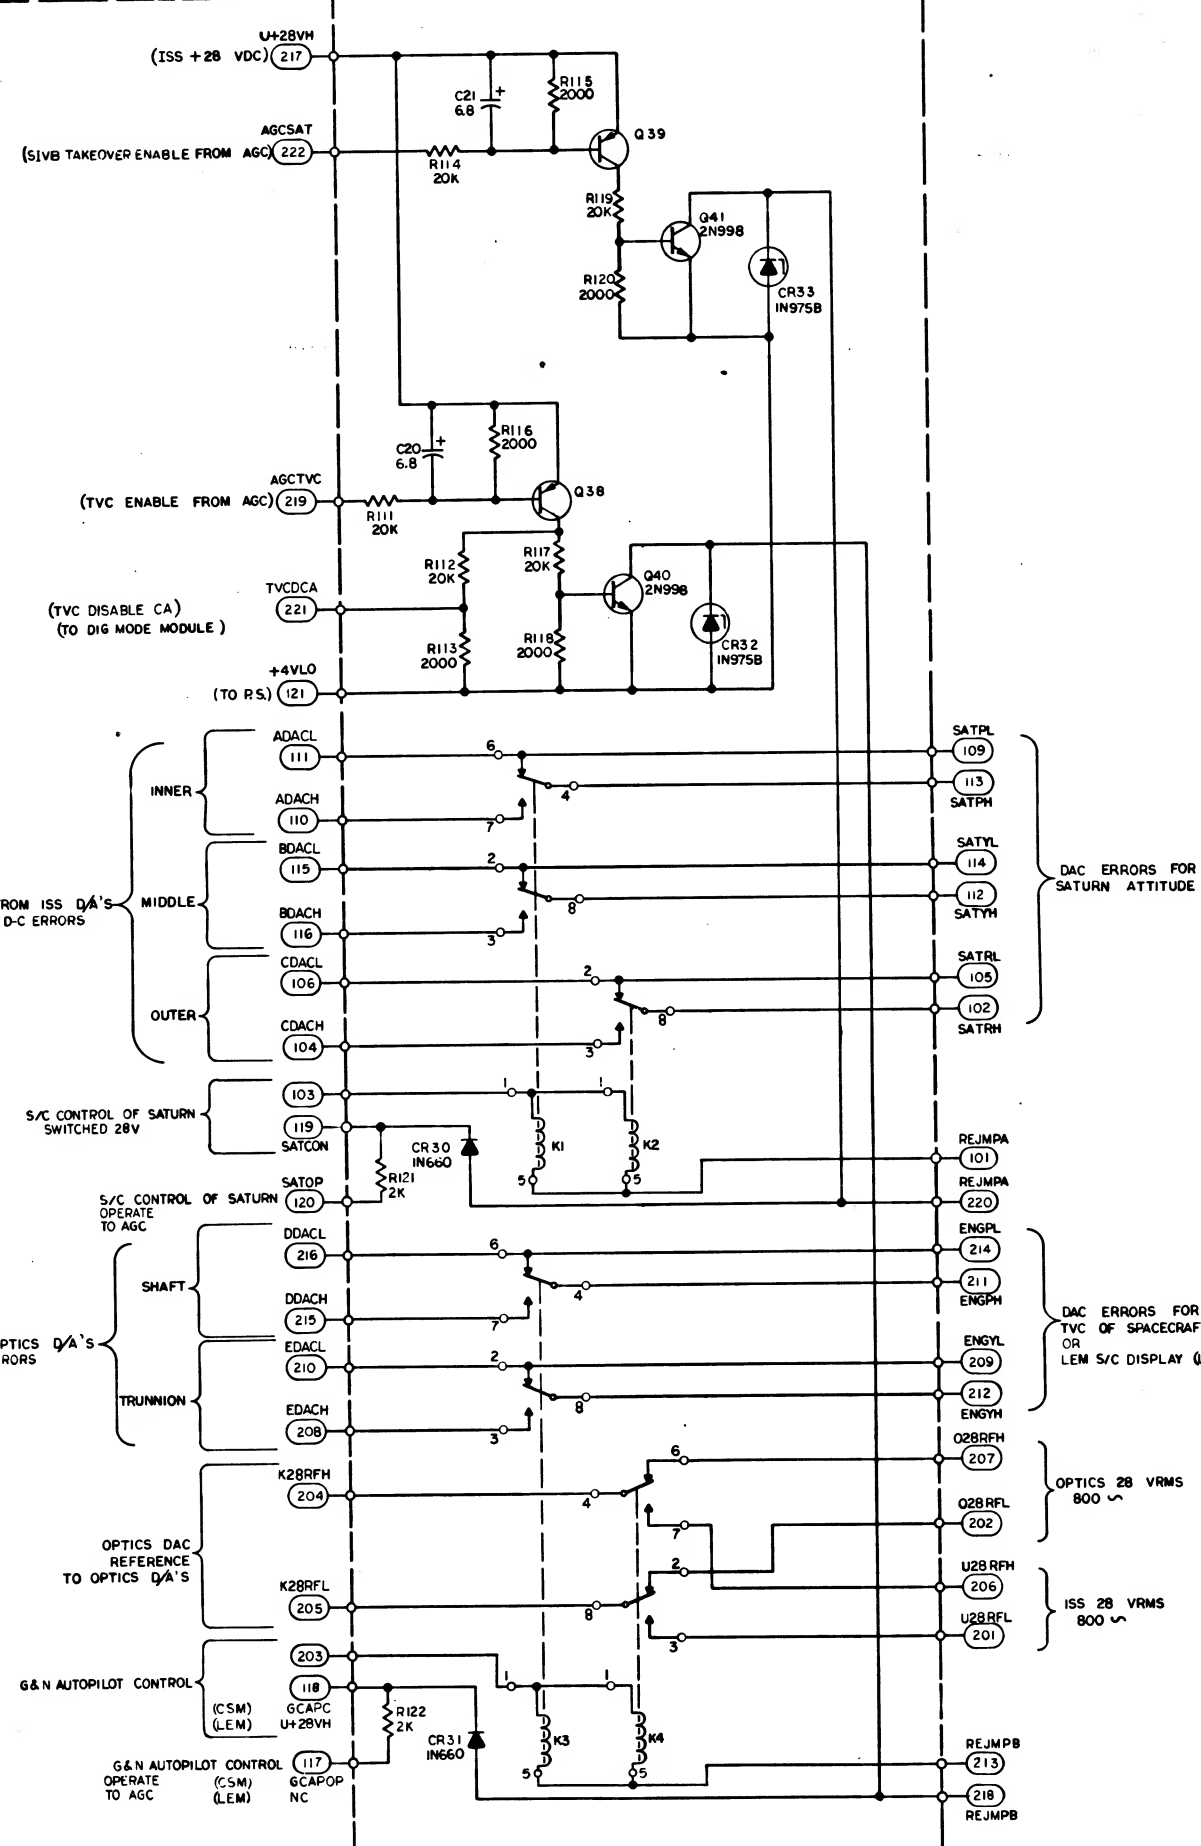 U+28VH
(ISS +28 VDC) 217
C21 +
6.8
R115
2000
Q39
AGCSAT
(SIVB TAKEOVER ENABLE FROM AGC) 222
R114
20K
R119
20K
Q41
2N998
R120
2000
CR33
IN975B
C20 +
6.8
R116
2000
Q38
AGCTVC
(TVC ENABLE FROM AGC) 219
R111
20K
R112
20K
R117
20K
Q40
2N998
TVCDCA
(TVC DISABLE CA) 221
(TO DIG MODE MODULE)
R113
2000
R118
2000
CR32
IN975B
+4VLO
(TO P.S.) 121
ADACL
111
6
SATPL
109
INNER
4
113
SATPH
ADACH
110
7
BDACL
115
2
SATYL
114
ROM ISS D/A'S
D-C ERRORS
MIDDLE
8
112
SATYH
DAC ERRORS FOR
SATURN ATTITUDE
BDACH
116
3
CDACL
106
2
SATRL
105
OUTER
8
102
SATRH
CDACH
104
3
103
1
1
S/C CONTROL OF SATURN
SWITCHED 28V
119
SATCON
CR30
IN660
K1
K2
REJMPA
101
R121
2K
5
5
SATOP
S/C CONTROL OF SATURN 120
OPERATE
TO AGC
REJMPA
220
DDACL
216
6
ENGPL
214
SHAFT
4
211
ENGPH
DDACH
215
7
PTICS D/A'S
RORS
DAC ERRORS FOR
TVC OF SPACECRAF
OR
LEM S/C DISPLAY (
EDACL
210
2
ENGYL
209
TRUNNION
8
212
ENGYH
EDACH
208
3
O28RFH
207
6
K28RFH
204
4
OPTICS 28 VRMS
800 ~
O28RFL
202
7
OPTICS DAC
REFERENCE
TO OPTICS D/A'S
2
U28RFH
206
K28RFL
205
8
ISS 28 VRMS
800 ~
U28RFL
201
3
203
1
1
G&N AUTOPILOT CONTROL
118
(CSM) GCAPC
(LEM) U+28VH
R122
2K
CR31
IN660
K3
K4
REJMPB
213
5
5
G&N AUTOPILOT CONTROL 117
OPERATE (CSM) GCAPOP
TO AGC (LEM) NC
218
REJMPB